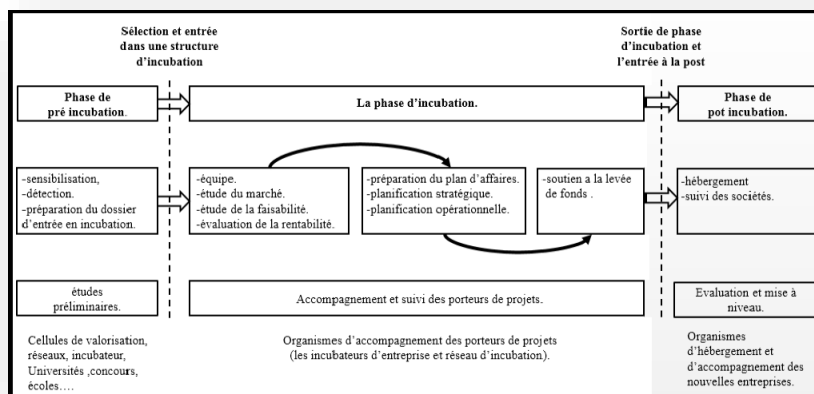 Sélection et entrée
dans une structure
d'incubation
Sortie de phase
d'incubation et
l'entrée à la post
Phase de
pré incubation.
La phase d'incubation.
Phase de
pot incubation.
-sensibilisation,
-détection.
-préparation du dossier
d'entrée en incubation.
-équipe.
-étude du marché.
-étude de la faisabilité.
-évaluation de la rentabilité.
-préparation du plan d'affaires.
-planification stratégique.
-planification opérationnelle.
-soutien a la levée
de fonds .
-hébergement
-suivi des sociétés.
études
préliminaires.
Accompagnement et suivi des porteurs de projets.
Evaluation et mise à
niveau.
Cellules de valorisation,
réseaux, incubateur,
Universités ,concours,
écoles….
Organismes d'accompagnement des porteurs de projets
(les incubateurs d'entreprise et réseau d'incubation).
Organismes
d'hébergement et
d'accompagnement des
nouvelles entreprises.